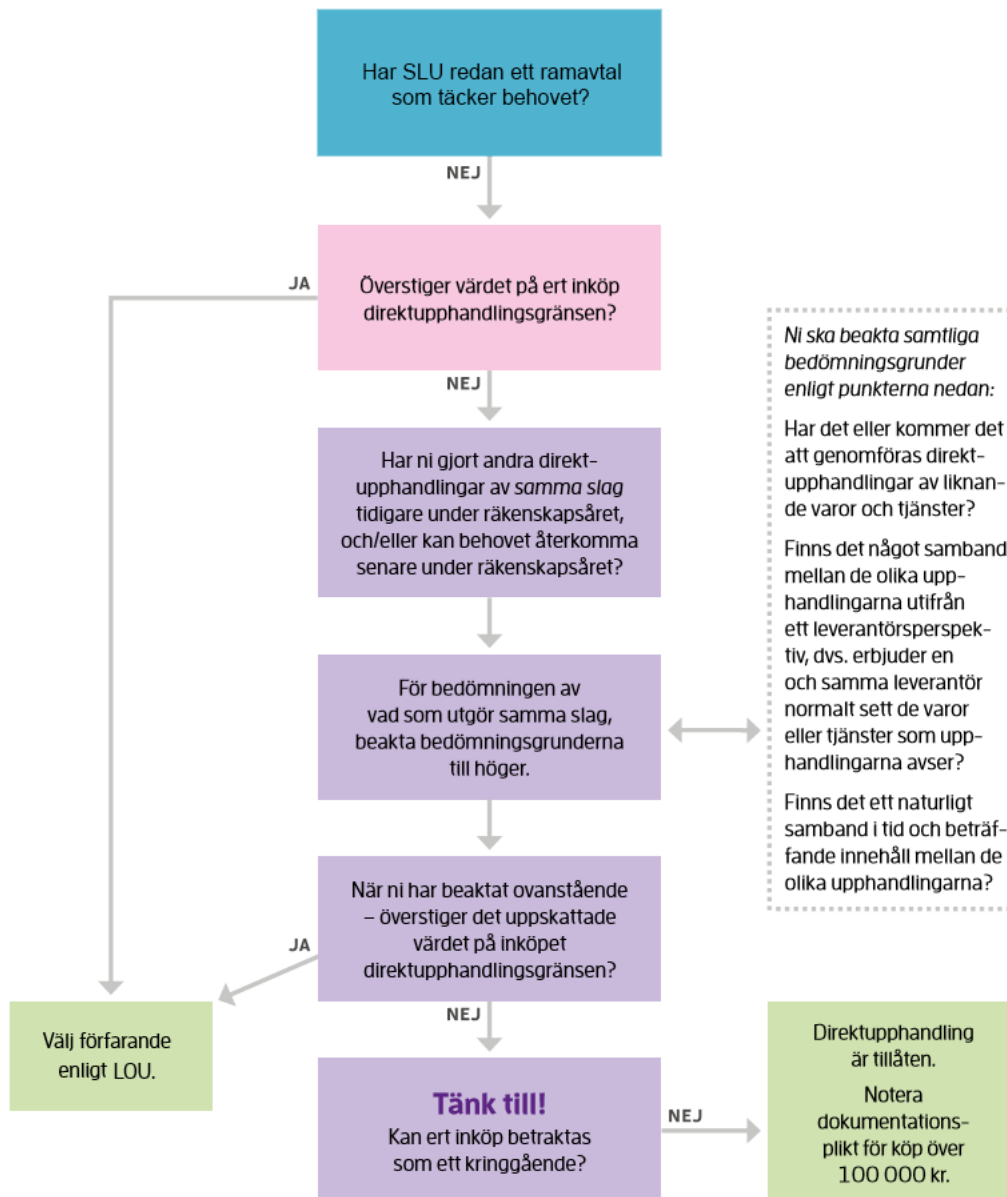 Har SLU redan ett ramavtal
som täcker behovet?
NEJ
JA
Överstiger värdet på ert inköp
direktupphandlingsgränsen?
NEJ
Har ni gjort andra direkt-
upphandlingar av samma slag
tidigare under räkenskapsåret,
och/eller kan behovet återkomma
senare under räkenskapsåret?
För bedömningen av
vad som utgör samma slag,
beakta bedömningsgrunderna
till höger.
Ni ska beakta samtliga
bedömningsgrunder
enligt punkterna nedan:
Har det eller kommer det
att genomföras direkt-
upphandlingar av liknan-
de varor och tjänster?
Finns det något samband
mellan de olika upp-
handlingarna utifrån
ett leverantörsperspek-
tiv, dvs. erbjuder en
och samma leverantör
normalt sett de varor
eller tjänster som upp-
handlingarna avser?
Finns det ett naturligt
samband i tid och beträf-
fande innehåll mellan de
olika upphandlingarna?
När ni har beaktat ovanstående
– överstiger det uppskattade
värdet på inköpet
direktupphandlingsgränsen?
JA
NEJ
Välj förfarande
enligt LOU.
Tänk till!
Kan ert inköp betraktas
som ett kringgående?
NEJ
Direktupphandling
är tillåten.
Notera
dokumentations-
plikt för köp över
100 000 kr.